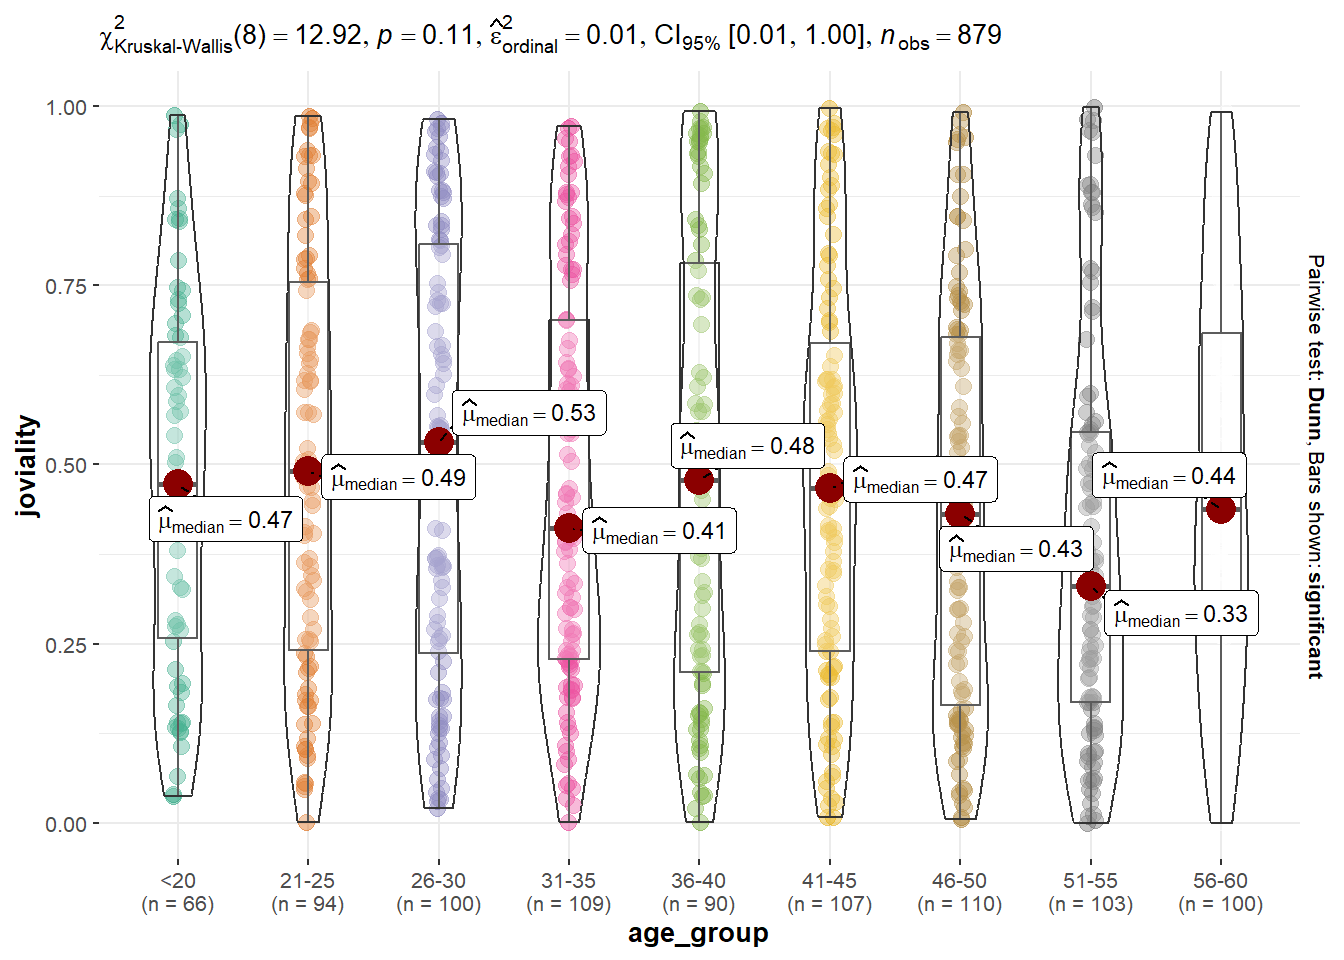 χ²Kruskal-Wallis(8) = 12.92, p = 0.11, ε̂²ordinal = 0.01, CI95% [0.01, 1.00], nobs = 879
1.00
0.75
0.50
0.25
0.00
joviality
μ̂median = 0.47
μ̂median = 0.49
μ̂median = 0.53
μ̂median = 0.41
μ̂median = 0.48
μ̂median = 0.47
μ̂median = 0.43
μ̂median = 0.33
μ̂median = 0.44
Pairwise test: Dunn, Bars shown: significant
<20 21-25 26-30 31-35 36-40 41-45 46-50 51-55 56-60
(n = 66) (n = 94) (n = 100) (n = 109) (n = 90) (n = 107) (n = 110) (n = 103) (n = 100)
age_group